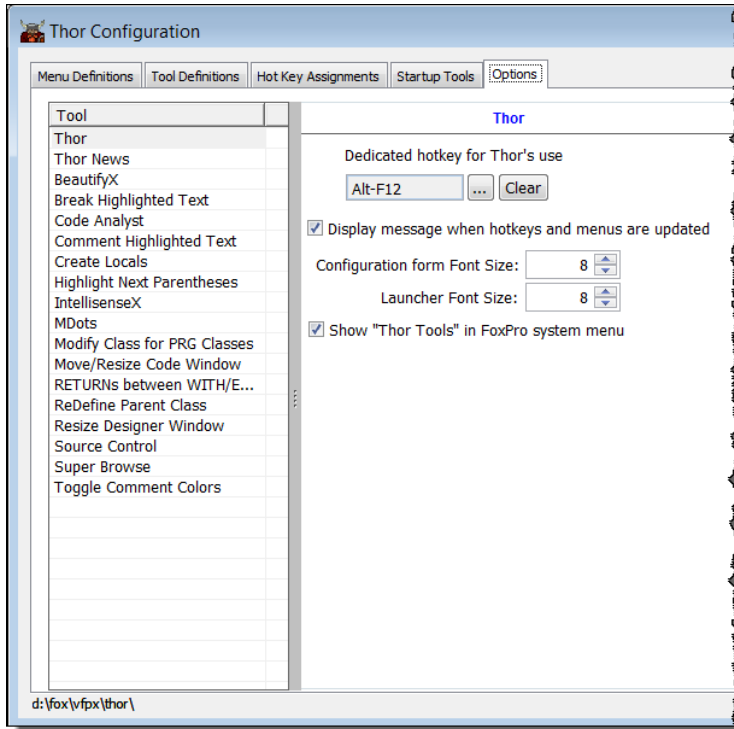 Thor Configuration
Menu Definitions Tool Definitions Hot Key Assignments Startup Tools Options
Tool
Thor
Thor News
BeautifyX
Break Highlighted Text
Code Analyst
Comment Highlighted Text
Create Locals
Highlight Next Parentheses
IntellisenseX
MDots
Modify Class for PRG Classes
Move/Resize Code Window
RETURNs between WITH/E...
ReDefine Parent Class
Resize Designer Window
Source Control
Super Browse
Toggle Comment Colors
Thor
Dedicated hotkey for Thor's use
Alt-F12 ... Clear
Display message when hotkeys and menus are updated
Configuration form Font Size: 8
Launcher Font Size: 8
Show "Thor Tools" in FoxPro system menu
d:\fox\vfpx\thor\